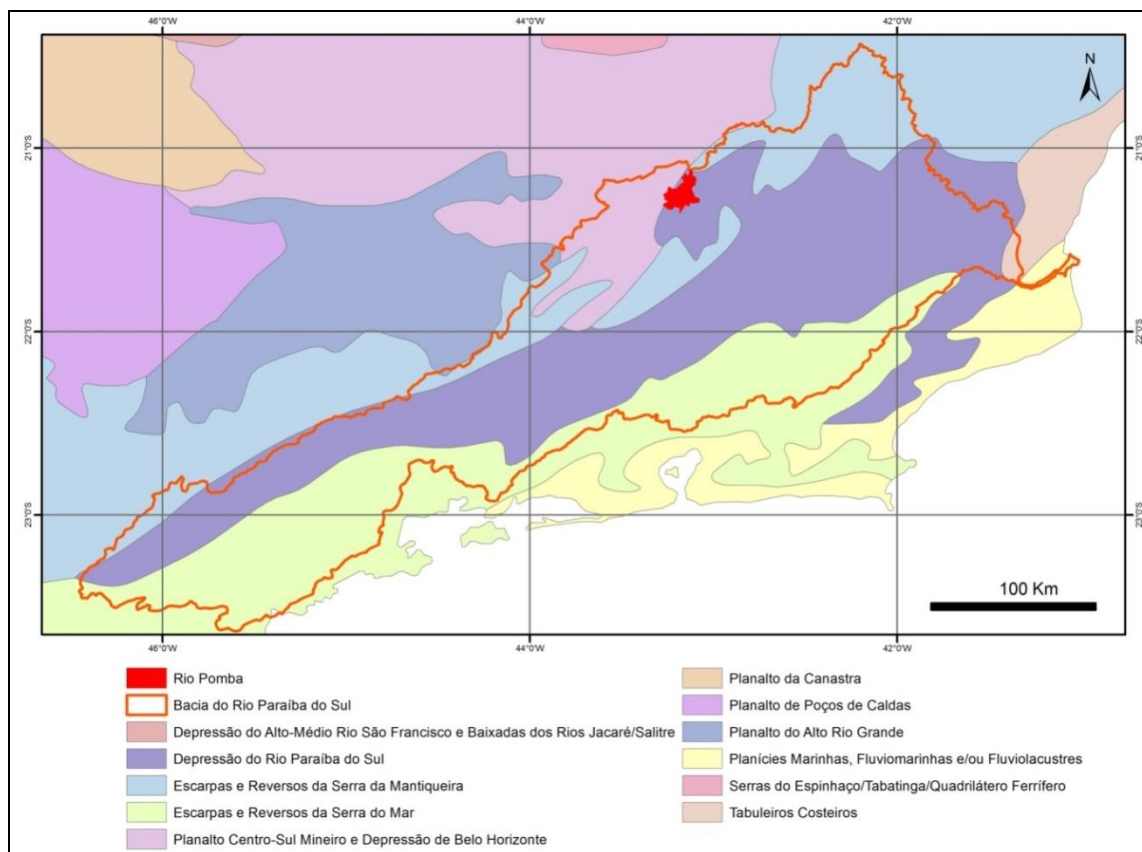 46°0'W 44°0'W 42°0'W
N
21°0'S 21°0'S
22°0'S 22°0'S
23°0'S 23°0'S
100 Km
46°0'W 44°0'W 42°0'W
Rio Pomba
Bacia do Rio Paraíba do Sul
Depressão do Alto-Médio Rio São Francisco e Baixadas dos Rios Jacaré/Salitre
Depressão do Rio Paraíba do Sul
Escarpas e Reversos da Serra da Mantiqueira
Escarpas e Reversos da Serra do Mar
Planalto Centro-Sul Mineiro e Depressão de Belo Horizonte
Planalto da Canastra
Planalto de Poços de Caldas
Planalto do Alto Rio Grande
Planícies Marinhas, Fluviomarinhas e/ou Fluviolacustres
Serras do Espinhaço/Tabatinga/Quadrilátero Ferrífero
Tabuleiros Costeiros